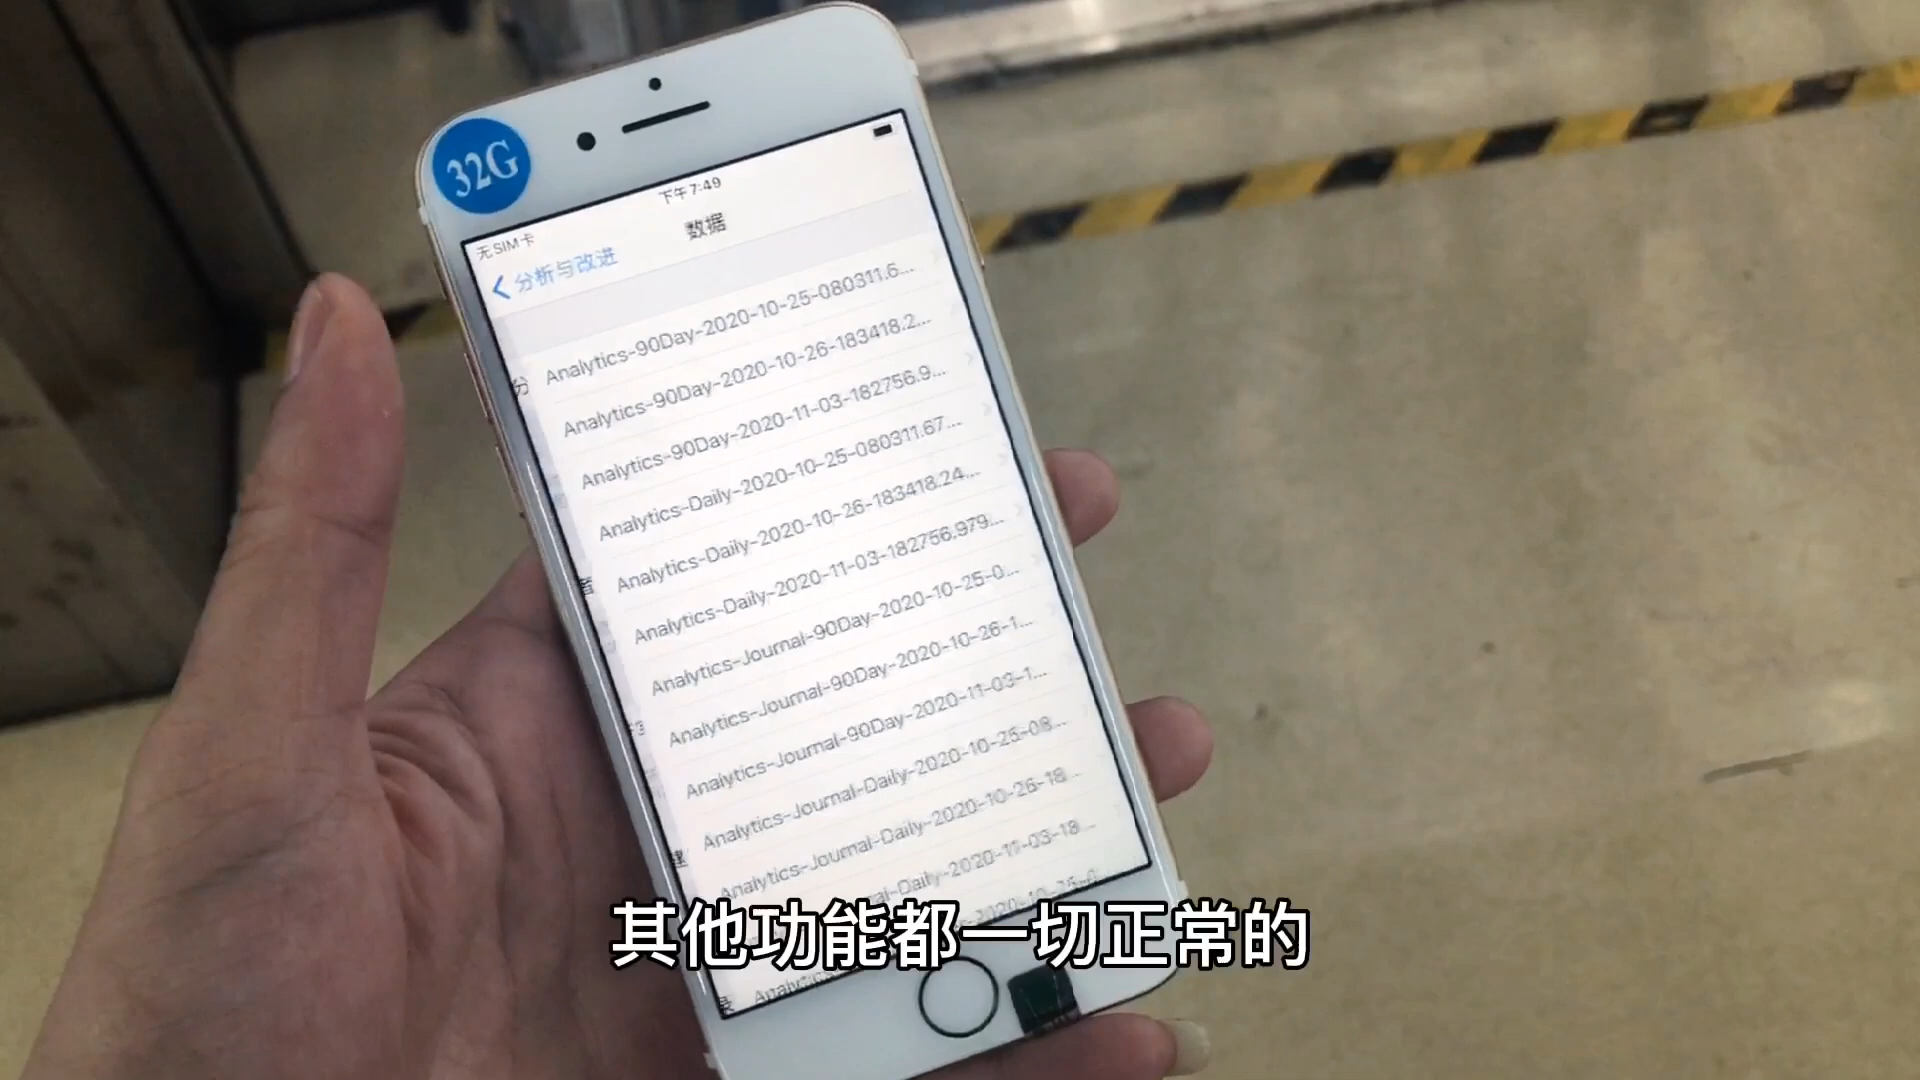 32G
下午7:49
无SIM卡
数据
分析与改进
Analytics-90Day-2020-10-25-080311.6...
Analytics-90Day-2020-10-26-183418.2...
Analytics-90Day-2020-11-03-182756.9...
Analytics-Daily-2020-10-25-080311.67...
Analytics-Daily-2020-10-26-183418.24...
Analytics-Daily-2020-11-03-182756.979...
Analytics-Journal-90Day-2020-10-25-0...
Analytics-Journal-90Day-2020-10-26-1...
Analytics-Journal-90Day-2020-11-03-1...
Analytics-Journal-Daily-2020-10-25-08...
Analytics-Journal-Daily-2020-10-26-18...
nal-Daily-2020-11-03-18...
其他功能都一切正常的